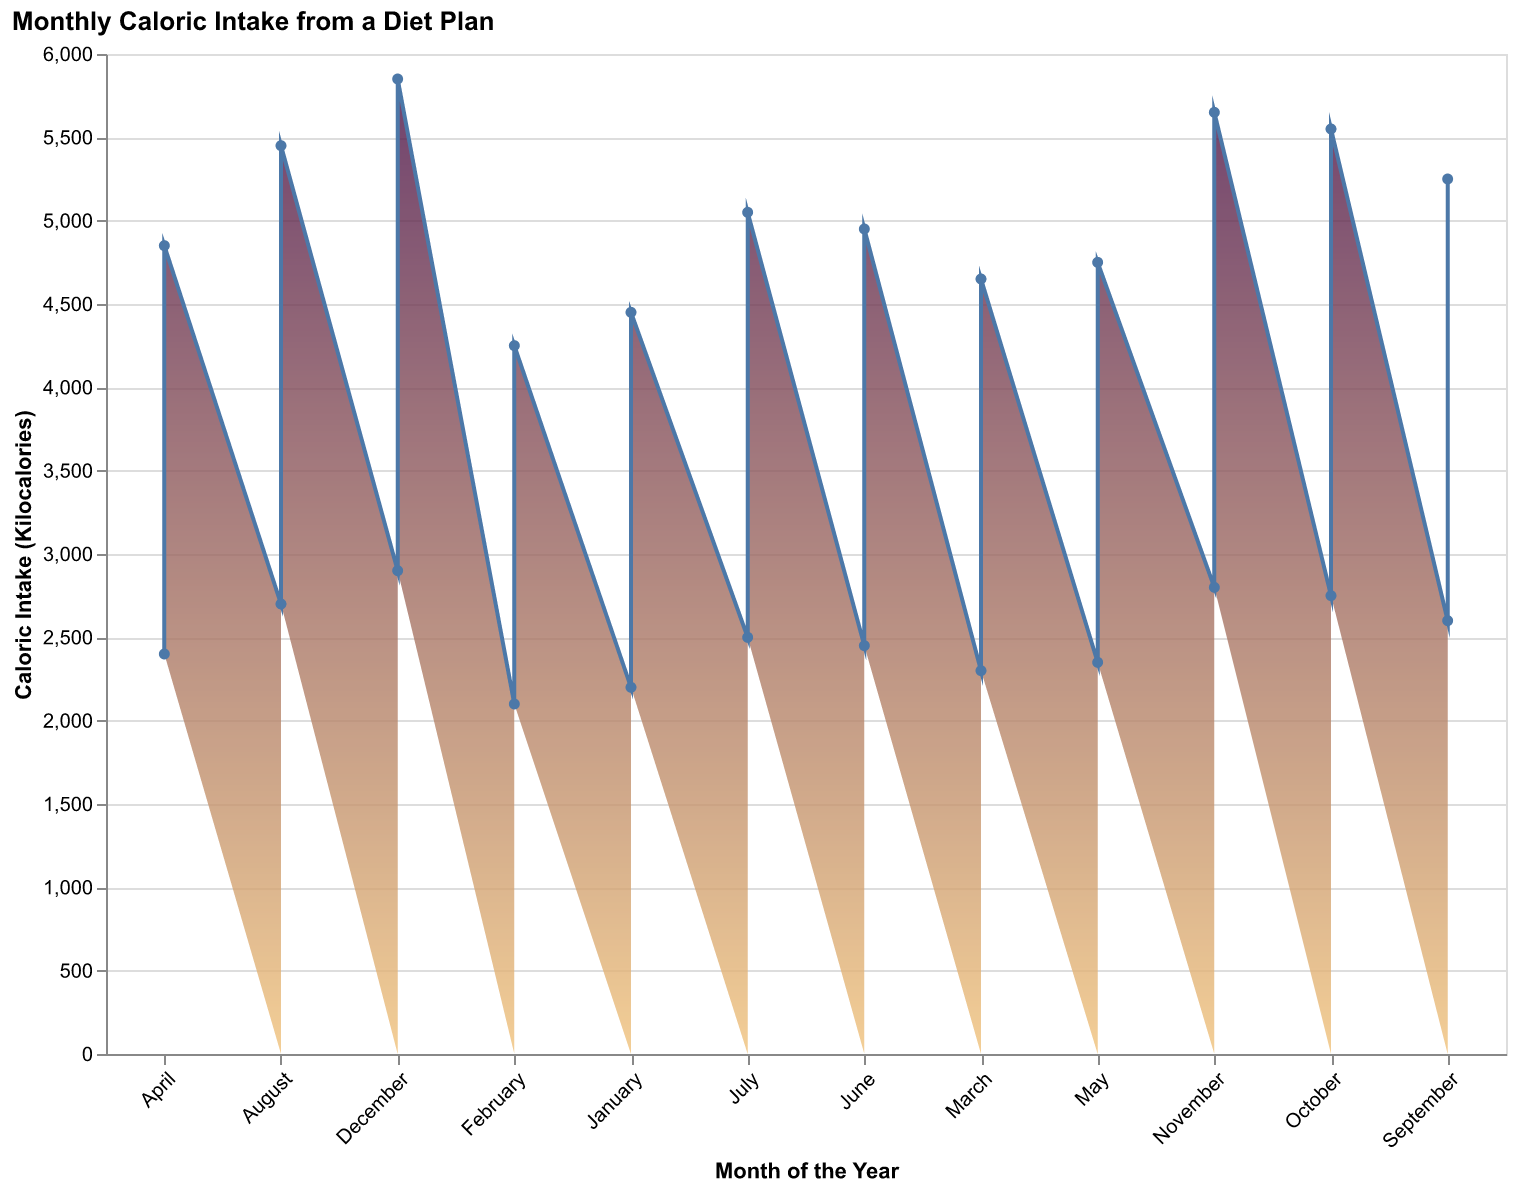 Monthly Caloric Intake from a Diet Plan
6,000
5,500
5,000
4,500
4,000
3,500
3,000
2,500
2,000
1,500
1,000
500
0
Caloric Intake (Kilocalories)
April
August
December
February
January
July
June
March
May
November
October
September
Month of the Year